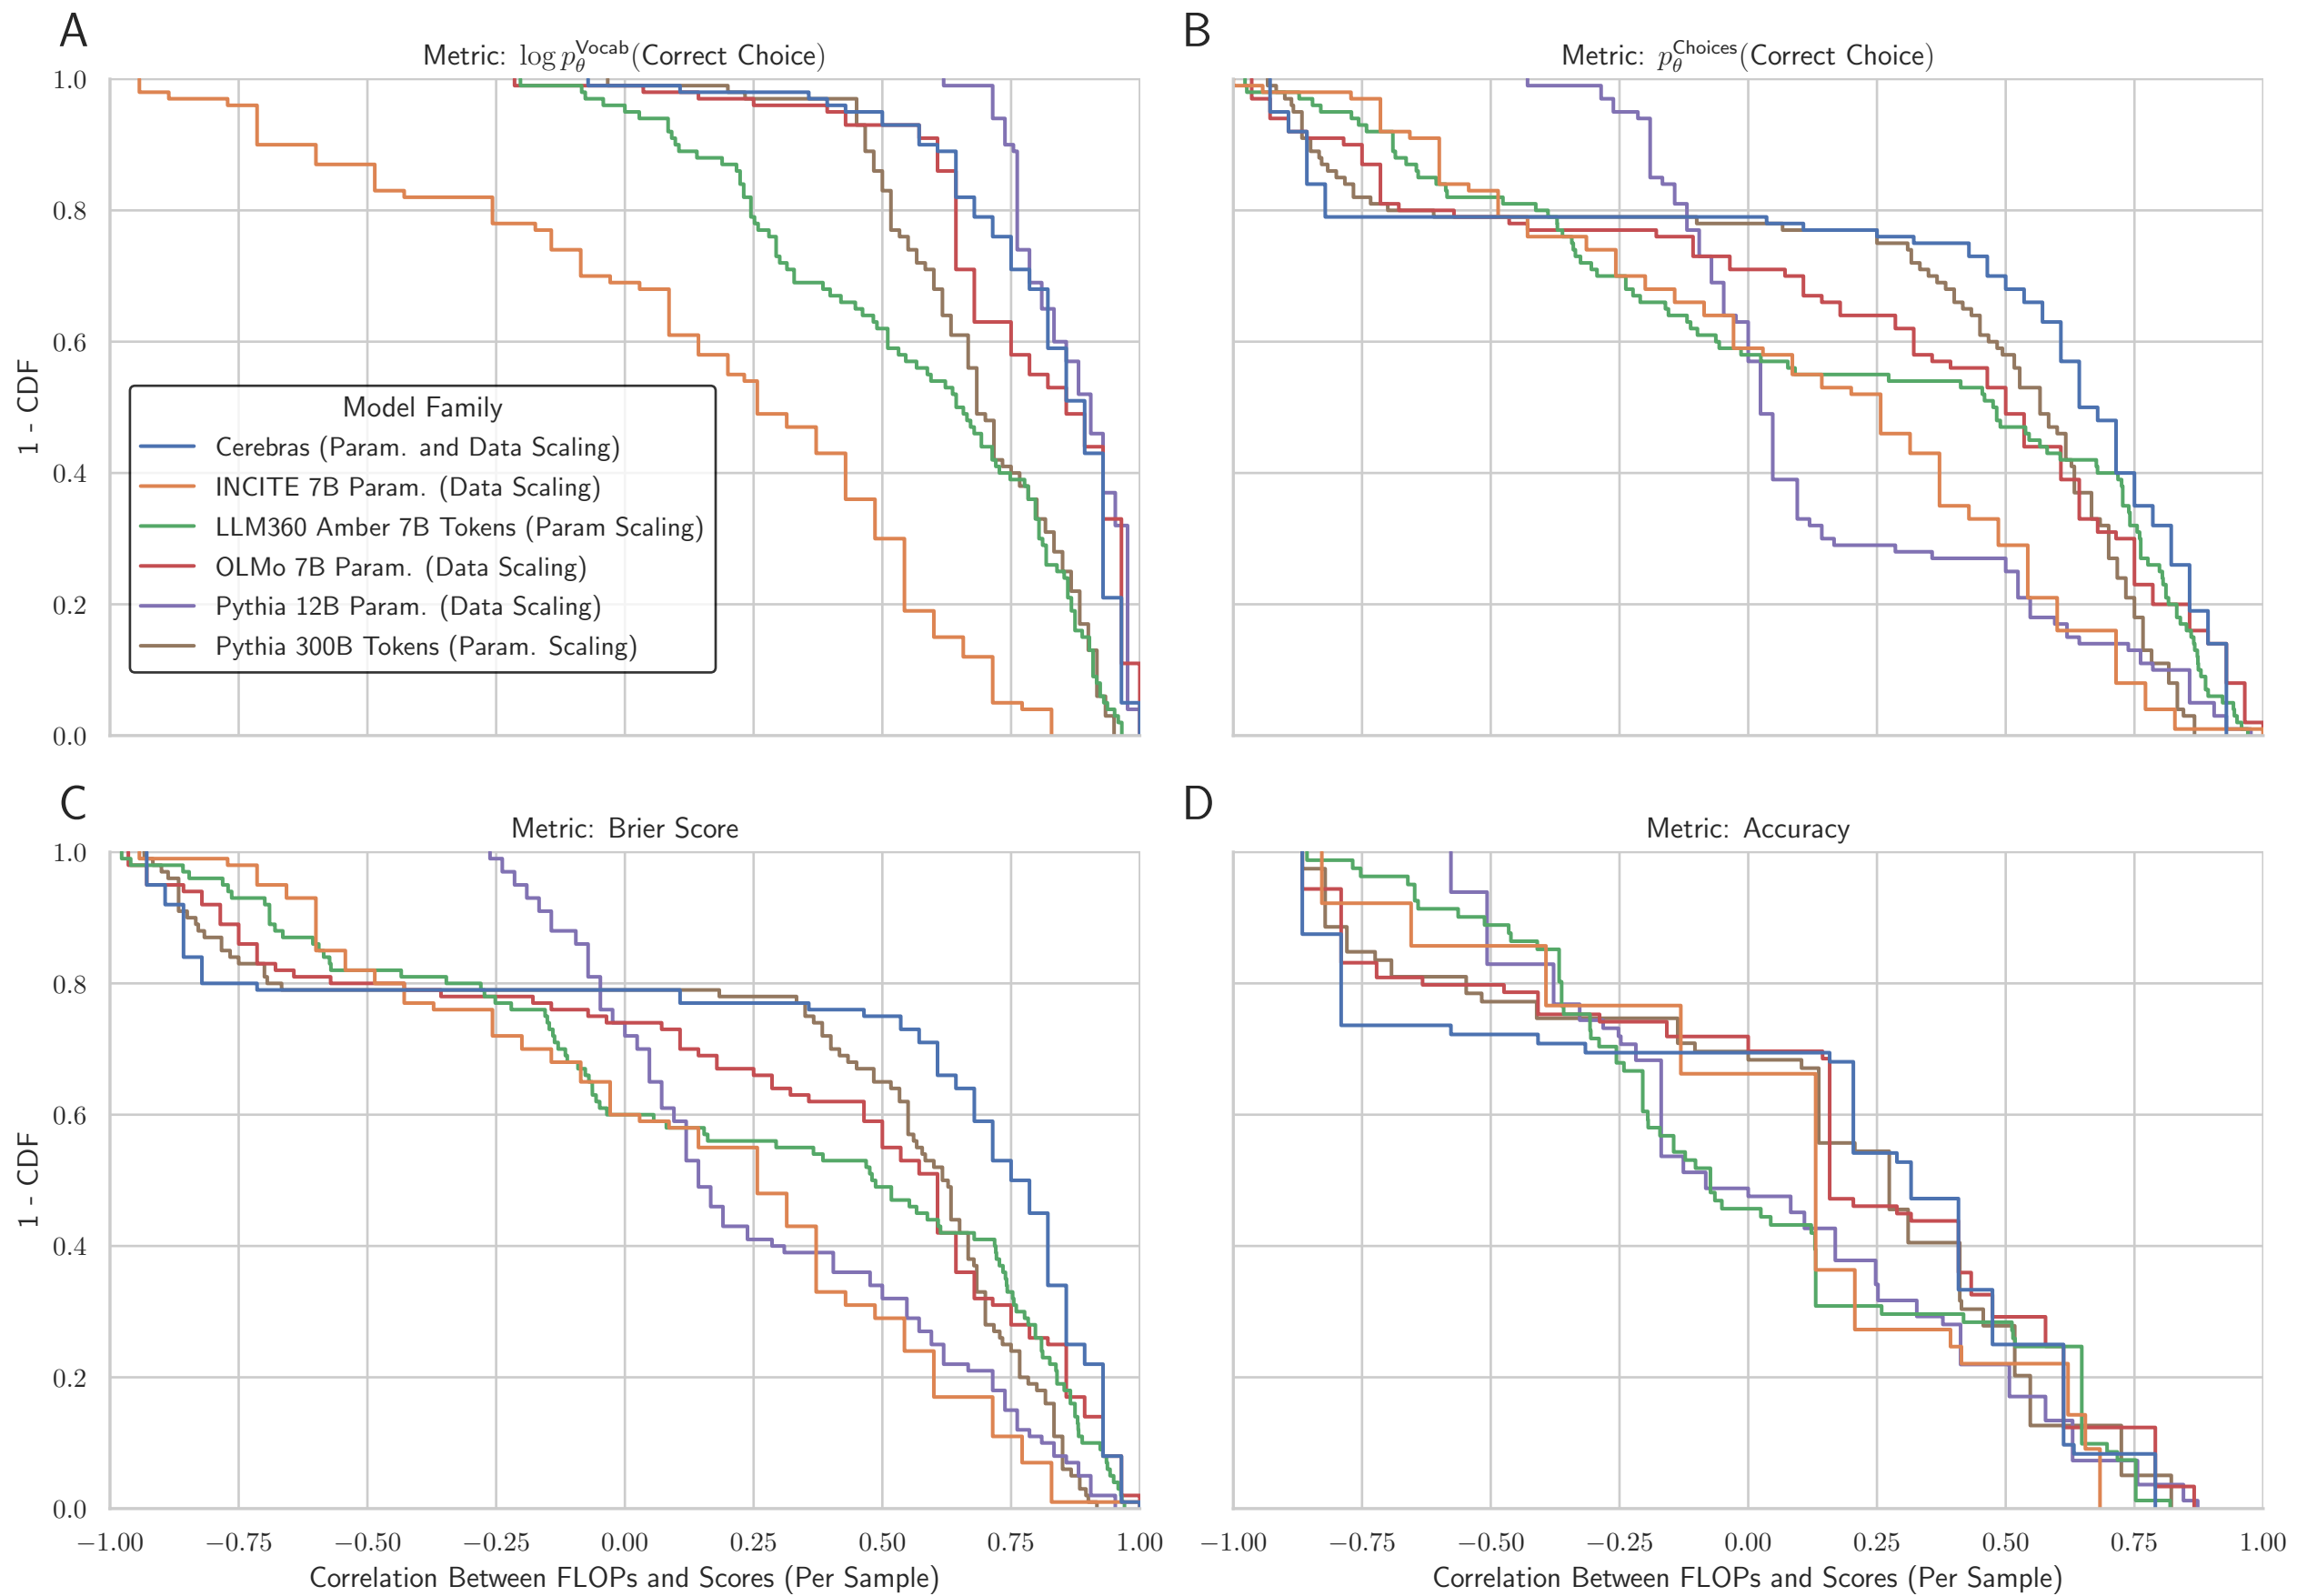 A
Metric: log p_θ^Vocab(Correct Choice)
B
Metric: p_θ^Choices(Correct Choice)
1.0
0.8
0.6
0.4
0.2
0.0
1 - CDF
Model Family
Cerebras (Param. and Data Scaling)
INCITE 7B Param. (Data Scaling)
LLM360 Amber 7B Tokens (Param Scaling)
OLMo 7B Param. (Data Scaling)
Pythia 12B Param. (Data Scaling)
Pythia 300B Tokens (Param. Scaling)
C
Metric: Brier Score
D
Metric: Accuracy
1.0
0.8
0.6
0.4
0.2
0.0
1 - CDF
−1.00 −0.75 −0.50 −0.25 0.00 0.25 0.50 0.75 1.00
Correlation Between FLOPs and Scores (Per Sample)
−1.00 −0.75 −0.50 −0.25 0.00 0.25 0.50 0.75 1.00
Correlation Between FLOPs and Scores (Per Sample)